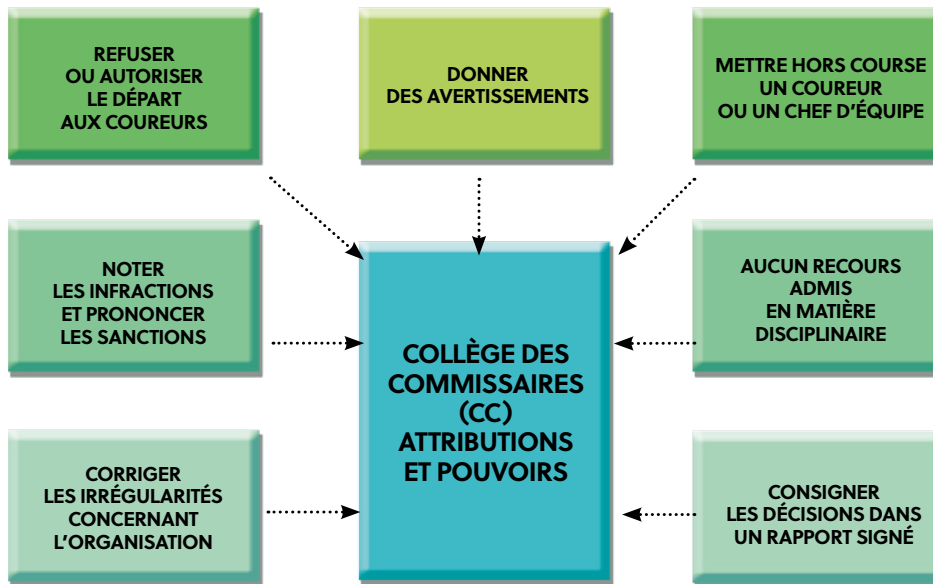 REFUSER
OU AUTORISER
LE DÉPART
AUX COUREURS
DONNER
DES AVERTISSEMENTS
METTRE HORS COURSE
UN COUREUR
OU UN CHEF D'ÉQUIPE
NOTER
LES INFRACTIONS
ET PRONONCER
LES SANCTIONS
COLLÈGE DES
COMMISSAIRES
(CC)
ATTRIBUTIONS
ET POUVOIRS
AUCUN RECOURS
ADMIS
EN MATIÈRE
DISCIPLINAIRE
CORRIGER
LES IRRÉGULARITÉS
CONCERNANT
L'ORGANISATION
CONSIGNER
LES DÉCISIONS DANS
UN RAPPORT SIGNÉ